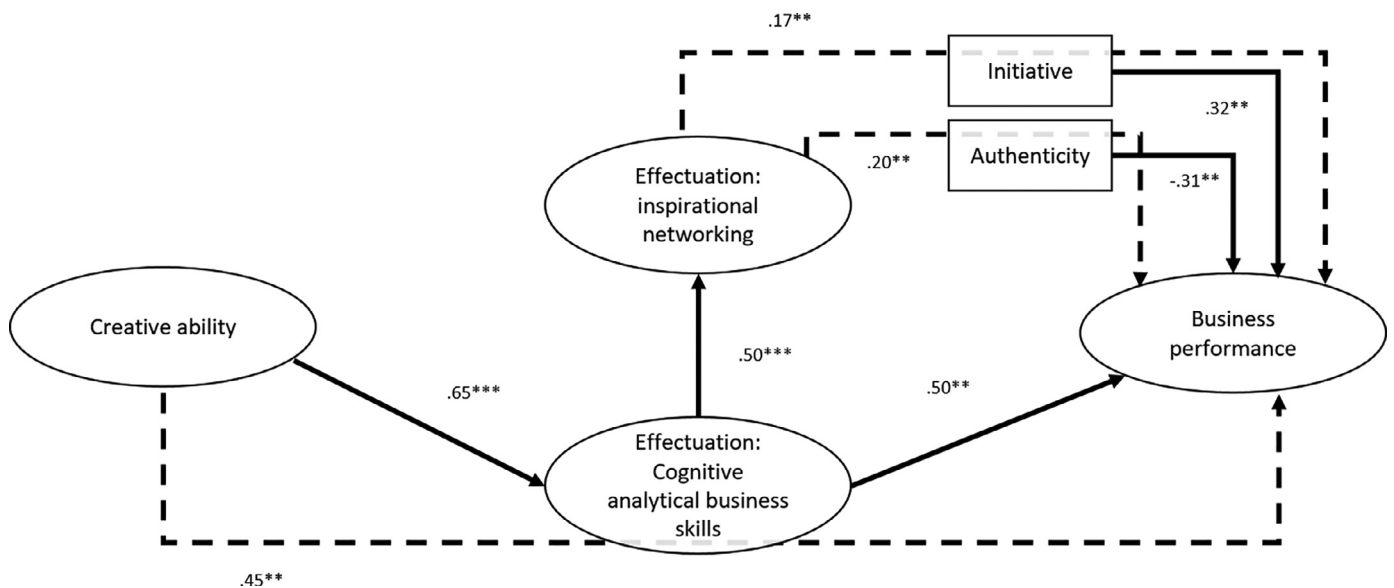 .17**
Initiative
.32**
Authenticity
.20**
-.31**
Effectuation:
inspirational
networking
Creative ability
Business
performance
.50***
.65***
.50**
Effectuation:
Cognitive
analytical business
skills
.45**